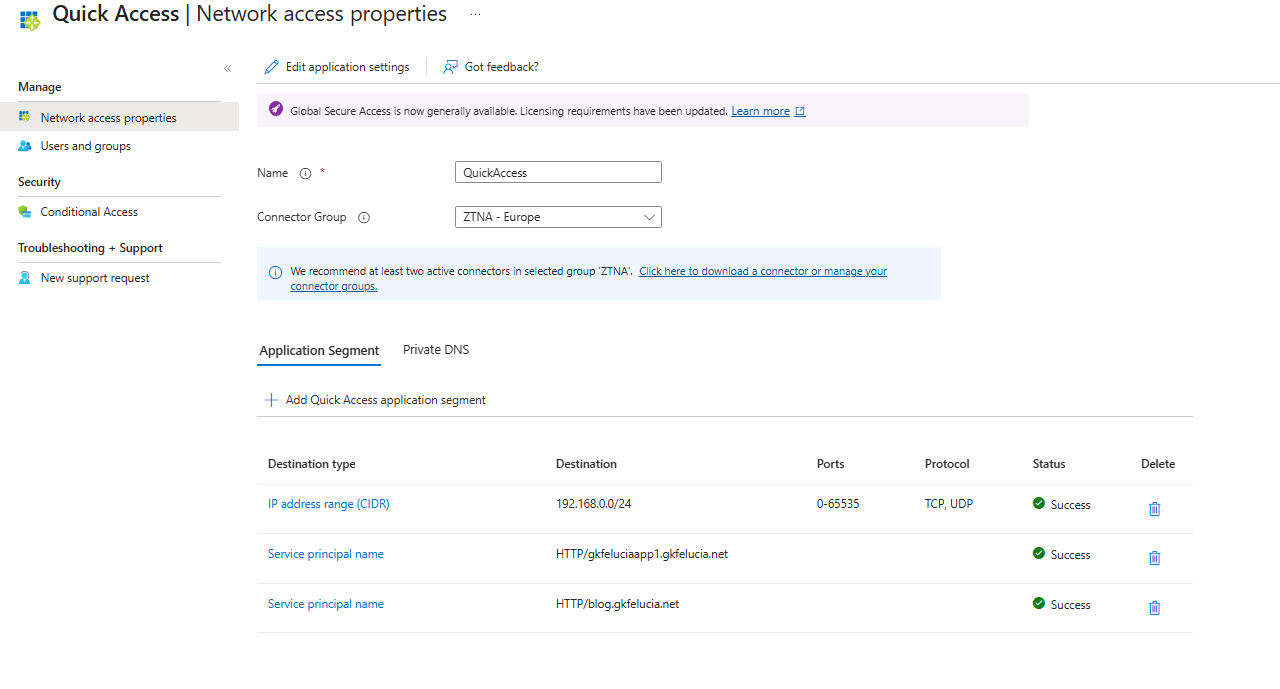 Quick Access | Network access properties ...
«
Edit application settings
Got feedback?
Manage
Network access properties
Users and groups
Security
Conditional Access
Troubleshooting + Support
New support request
Global Secure Access is now generally available. Licensing requirements have been updated. Learn more
Name *
QuickAccess
Connector Group
ZTNA - Europe
We recommend at least two active connectors in selected group 'ZTNA'. Click here to download a connector or manage your
connector groups.
Application Segment Private DNS
Add Quick Access application segment
Destination type Destination Ports Protocol Status Delete
IP address range (CIDR) 192.168.0.0/24 0-65535 TCP, UDP Success
Service principal name HTTP/gkfeluciaapp1.gkfelucia.net Success
Service principal name HTTP/blog.gkfelucia.net Success